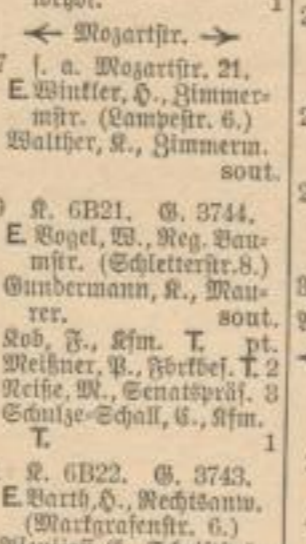 ← Mozartstr. →
s. a. Mozartstr. 21.
E. Winkler, H., Zimmer-
mstr. (Lampestr. 6.)
Walther, K., Zimmerm.
sout.
K. 6B21. G. 3744.
E. Vogel, W., Reg. Bau-
mstr. (Schletterstr. 8.)
Gundermann, K., Mau-
rer. sout.
Kob, F., Kfm. T. pt.
Meißner, P., Fbrkbes. T. 2
Reiße, M., Senatspräs. 3
Schulze-Schall, E., Kfm.
T. 1
K. 6B22. G. 3743.
E. Barth, H., Rechtsanw.
(Markgrafenstr. 6.)